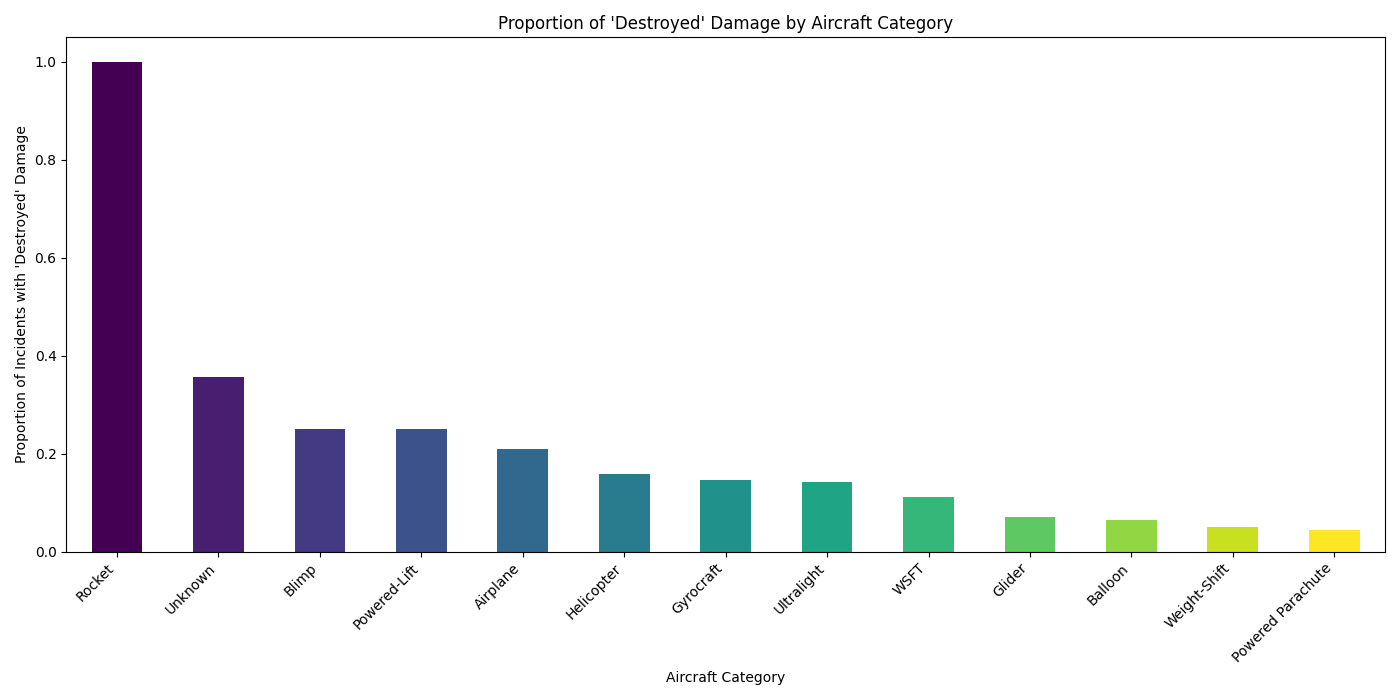 Proportion of 'Destroyed' Damage by Aircraft Category
Proportion of Incidents with 'Destroyed' Damage
1.0
0.8
0.6
0.4
0.2
0.0
Rocket
Unknown
Blimp
Powered-Lift
Airplane
Helicopter
Gyrocraft
Ultralight
WSFT
Glider
Balloon
Weight-Shift
Powered Parachute
Aircraft Category